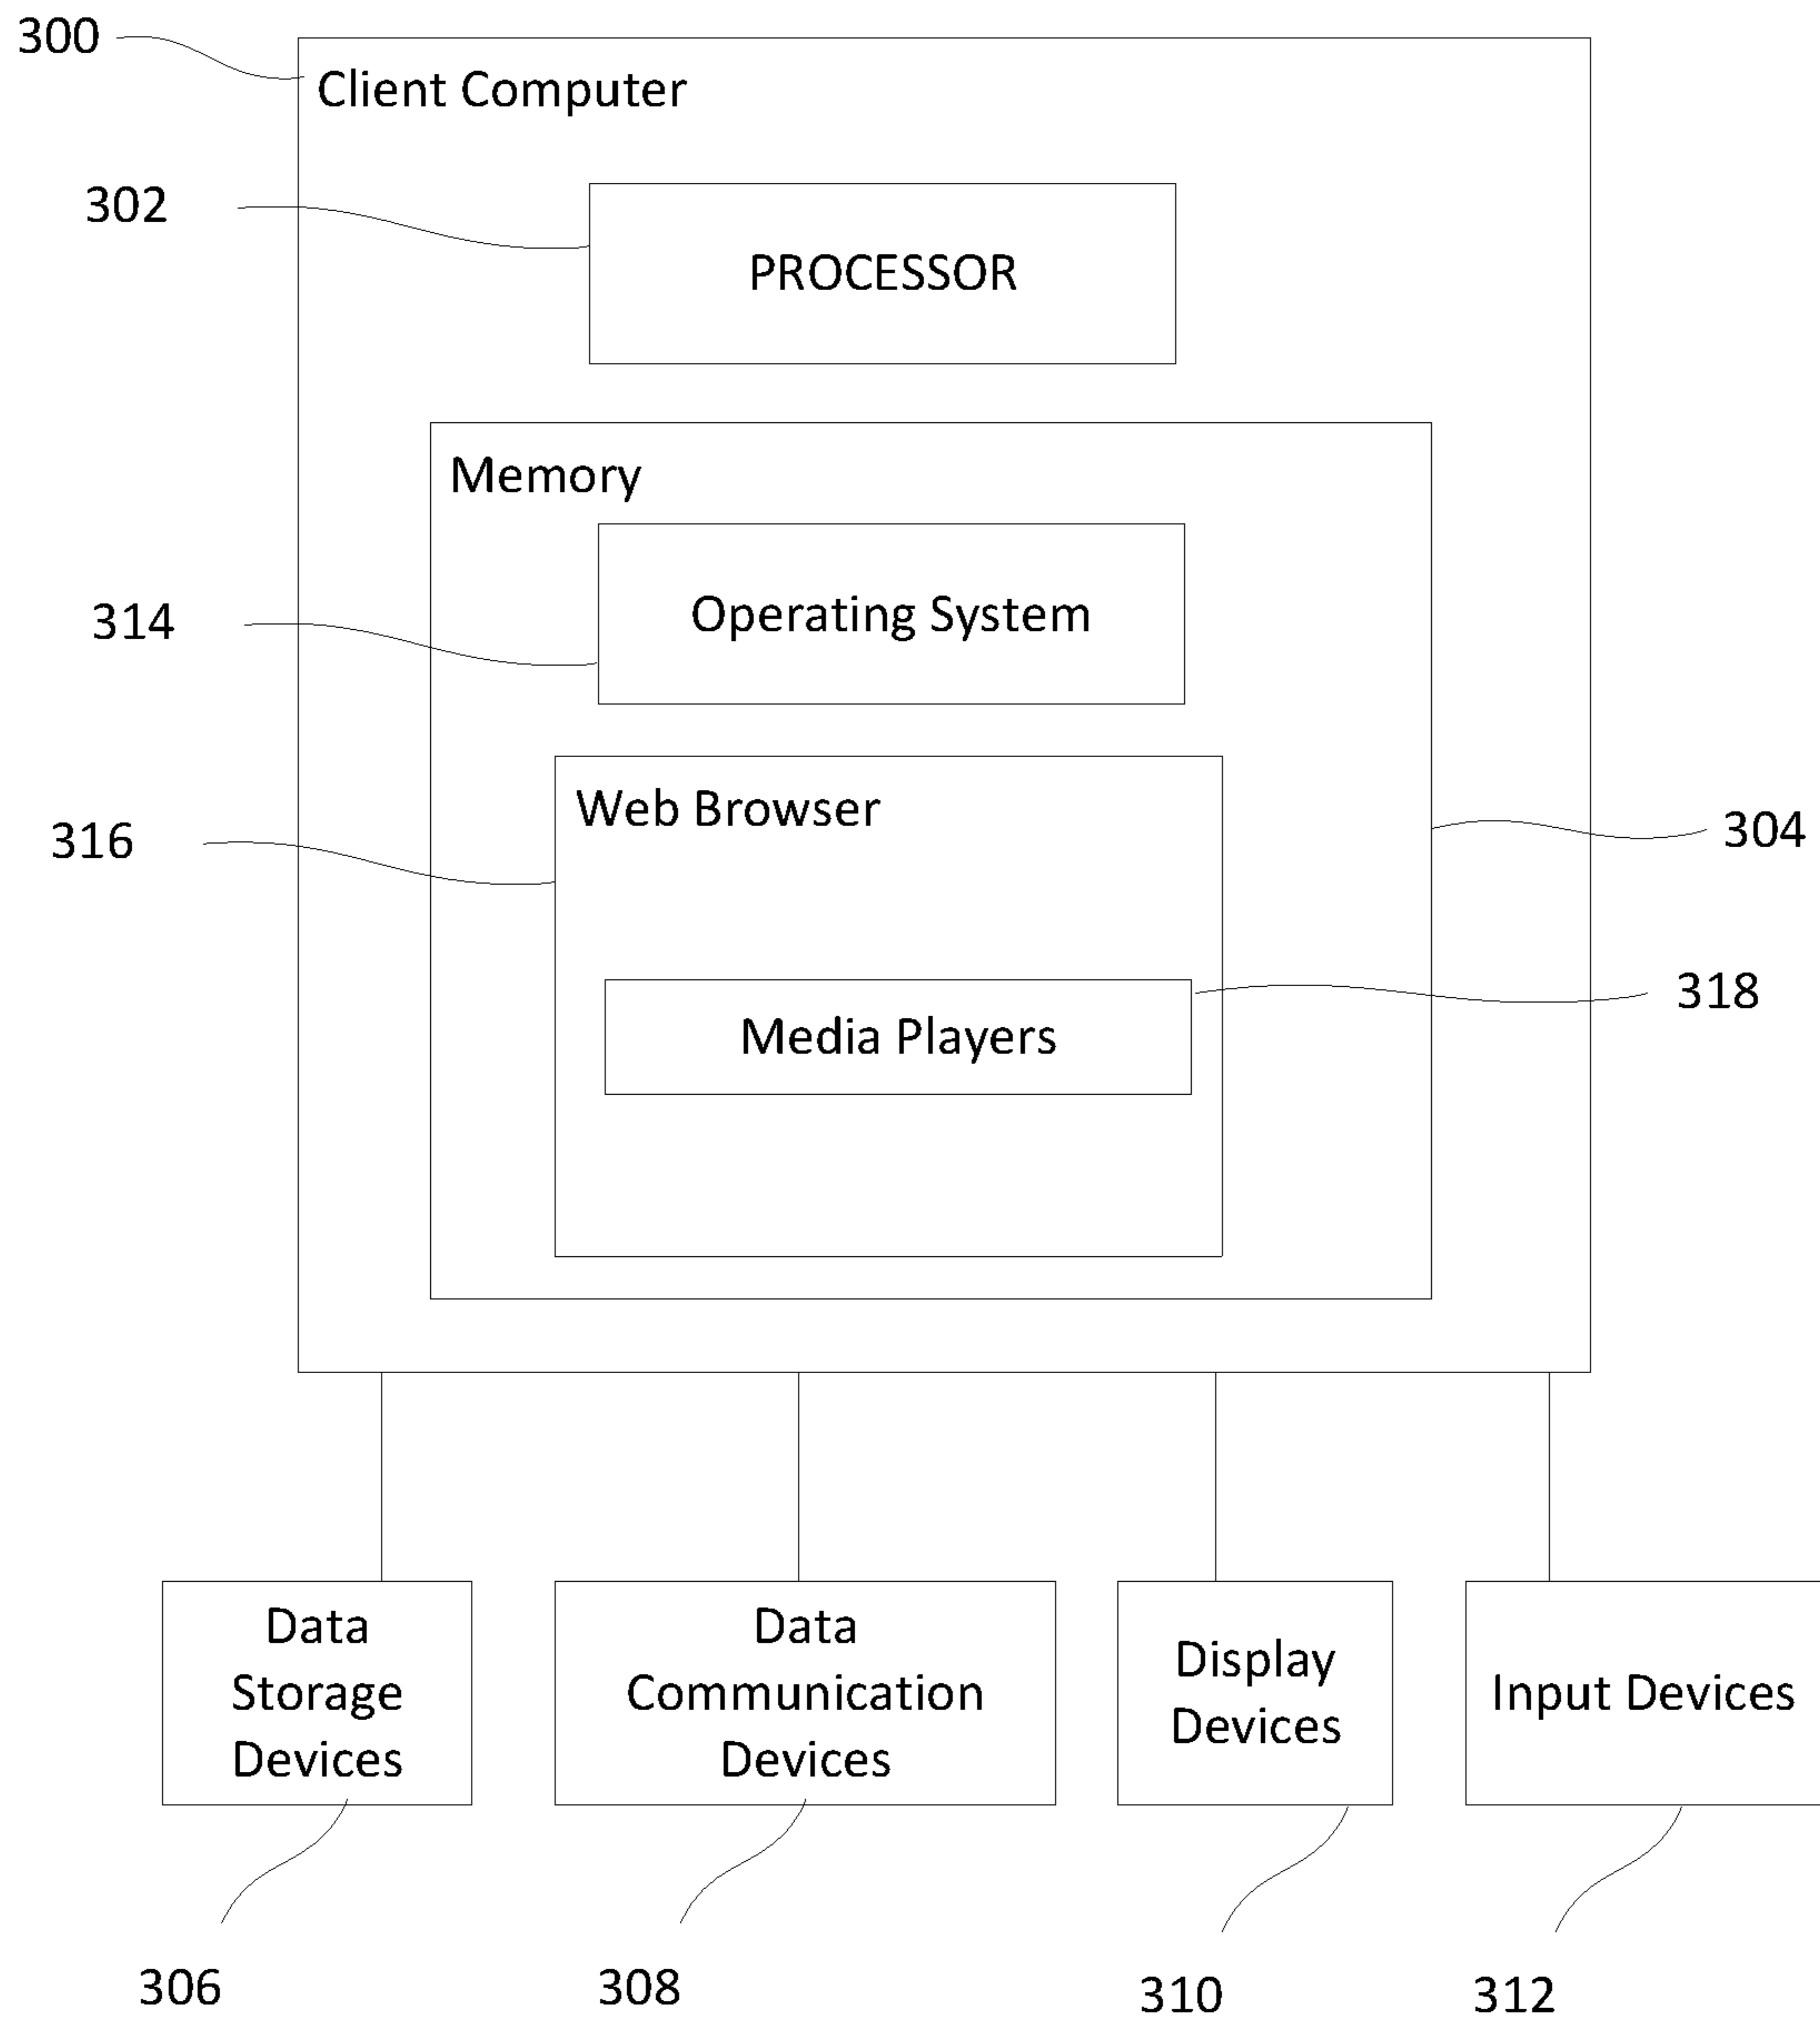 300
Client Computer
302
PROCESSOR
Memory
314
Operating System
316
Web Browser
304
318
Media Players
Data
Storage
Devices
Data
Communication
Devices
Display
Devices
Input Devices
306
308
310
312